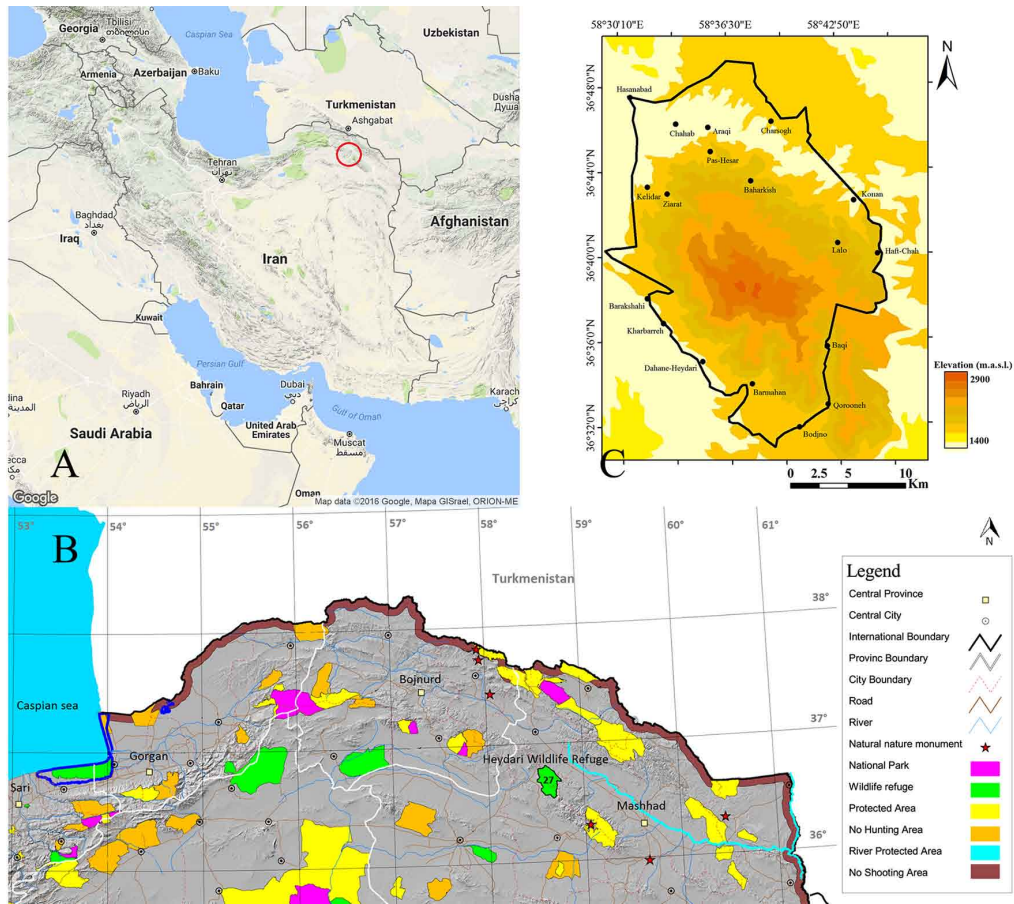 Georgia
Tbilisi
თბილისი
Caspian Sea
Uzbekistan
Armenia
Azerbaijan
Baku
Turkmenistan
Ashgabat
Dusha
Душа
Tehran
تهران
Afghanistan
Baghdad
بغداد
Iraq
Iran
Kuwait
Persian Gulf
Bahrain
Dubai
دبي
Qatar
Riyadh
الرياض
Gulf of Oman
Karach
كراچی
dina
المدينة
United Arab
Emirates
Muscat
مسقط
Saudi Arabia
ecca
مكة
Oman
A
Google
Map data ©2016 Google, Mapa GISrael, ORION-ME
58°30'10"E
58°36'30"E
58°42'50"E
N
36°48'0"N
36°44'0"N
36°40'0"N
36°36'0"N
36°32'0"N
Hasanabad
Chahab
Araqi
Charsogh
Pas-Hesar
Baharkish
Kelidar
Ziarat
Kouan
Lalo
Haft-Chah
Barakshahi
Kharbarreh
Baqi
Dahane-Heydari
Barmahan
Qorooneh
Bodjno
C
Elevation (m.a.s.l.)
2900
1400
0 2.5 5 10
Km
B
53° 54° 55° 56° 57° 58° 59° 60° 61°
Turkmenistan
38°
37°
36°
Caspian sea
Bojnurd
Gorgan
Sari
Heydari Wildlife Refuge
27
Mashhad
N
Legend
Central Province
Central City
International Boundary
Provinc Boundary
City Boundary
Road
River
Natural nature monument
National Park
Wildlife refuge
Protected Area
No Hunting Area
River Protected Area
No Shooting Area